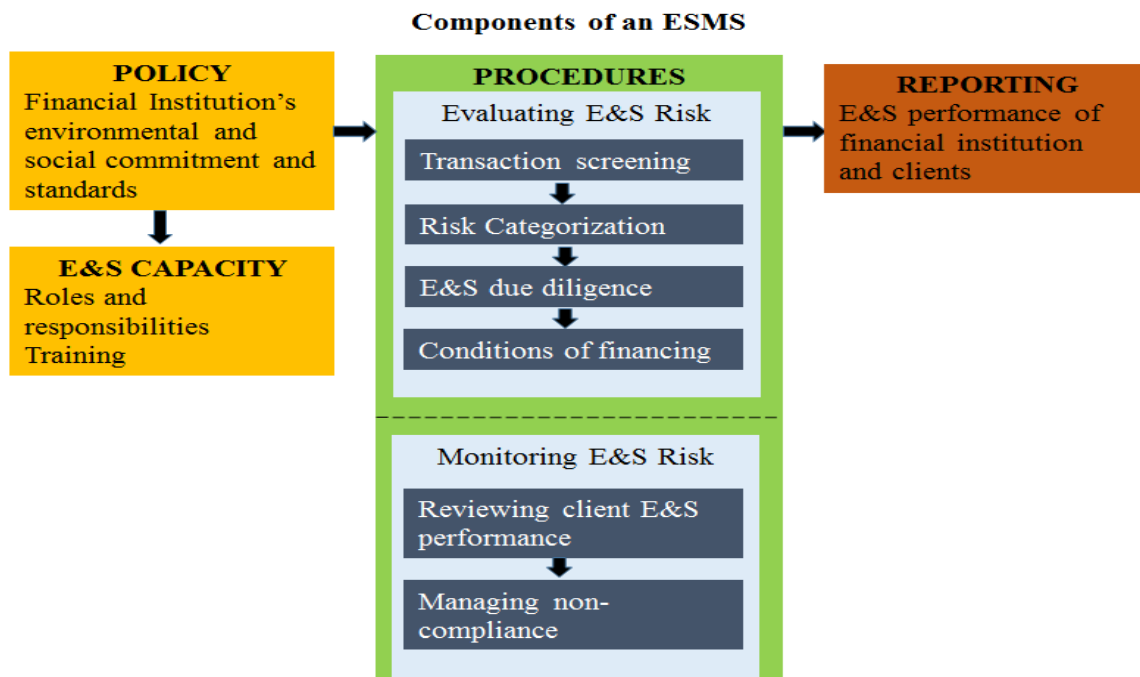 Components of an ESMS
POLICY
Financial Institution's
environmental and
social commitment and
standards
E&S CAPACITY
Roles and
responsibilities
Training
PROCEDURES
Evaluating E&S Risk
Transaction screening
Risk Categorization
E&S due diligence
Conditions of financing
Monitoring E&S Risk
Reviewing client E&S
performance
Managing non-
compliance
REPORTING
E&S performance of
financial institution
and clients